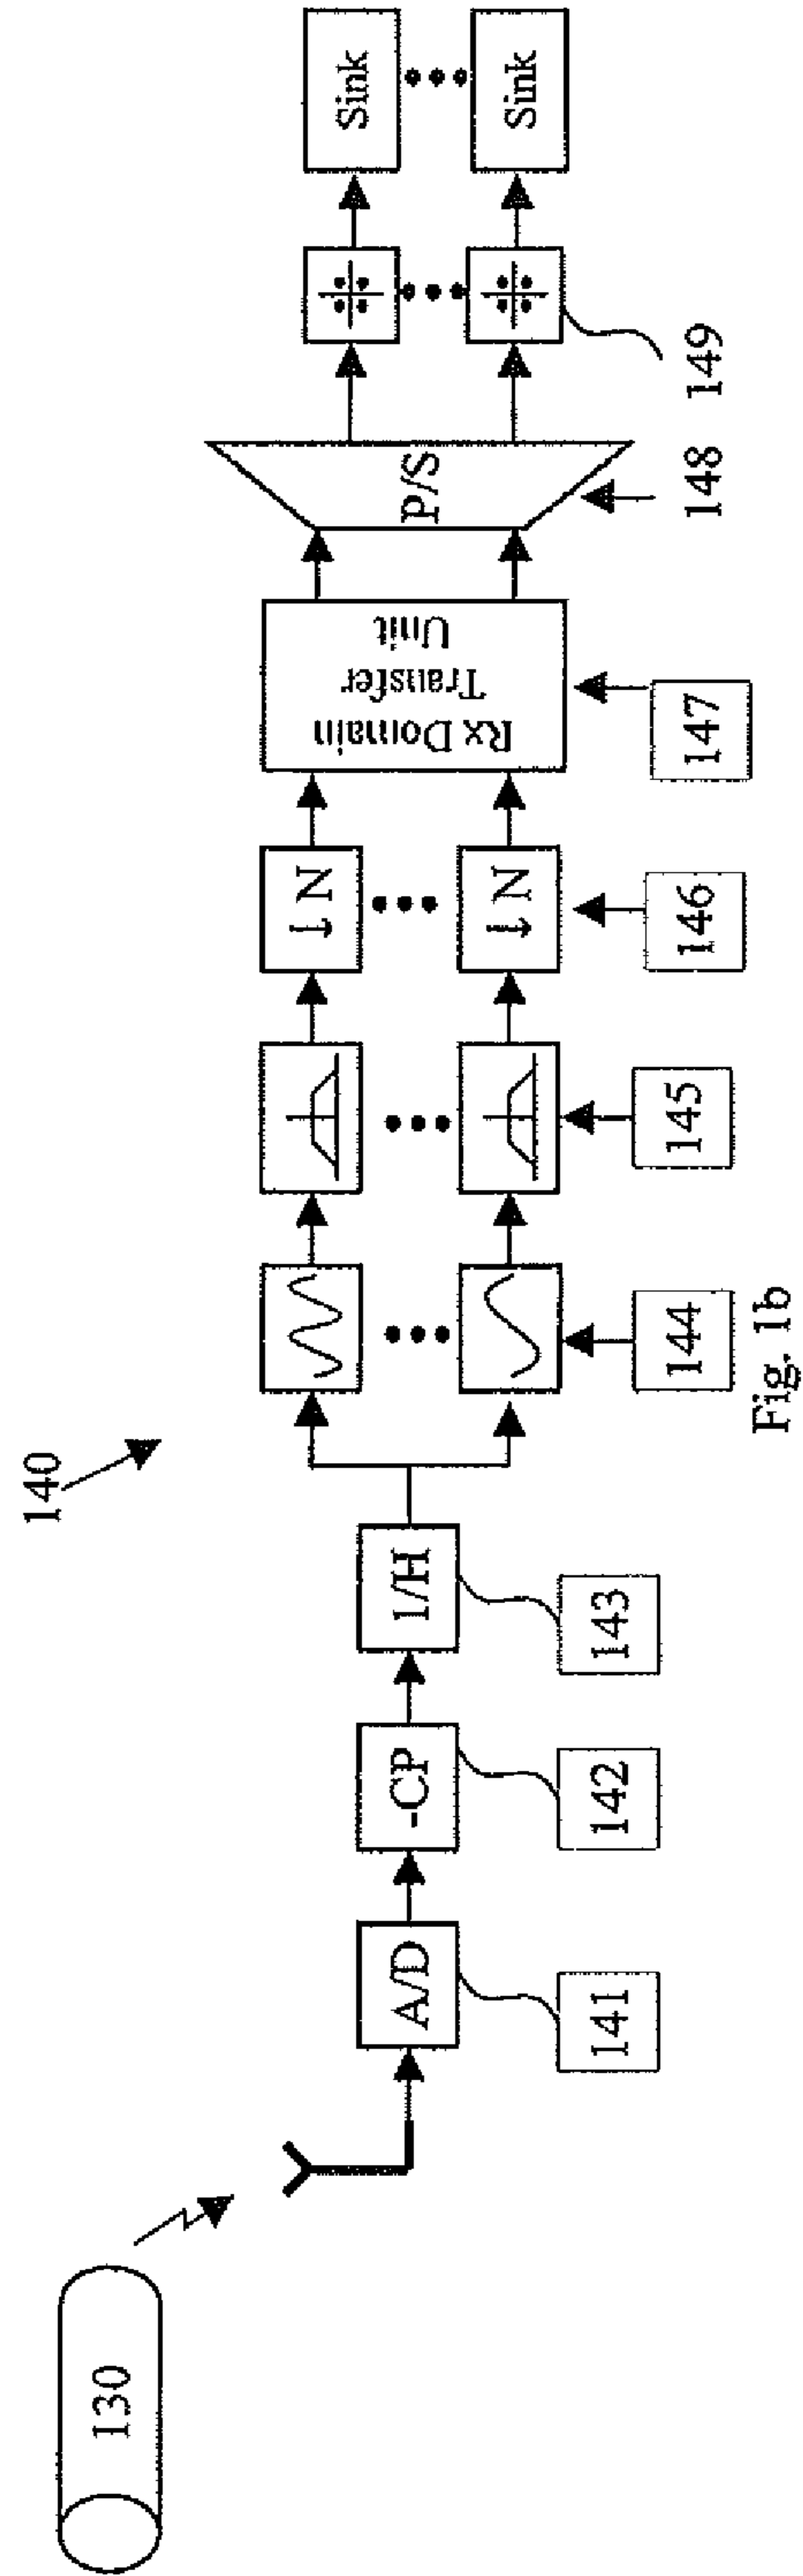 140
130
A/D
-CP
1/H
↓N
↓N
Rx Domain
Transfer
Unit
P/S
Sink
Sink
141
142
143
144
145
146
147
148
149
Fig. 1b